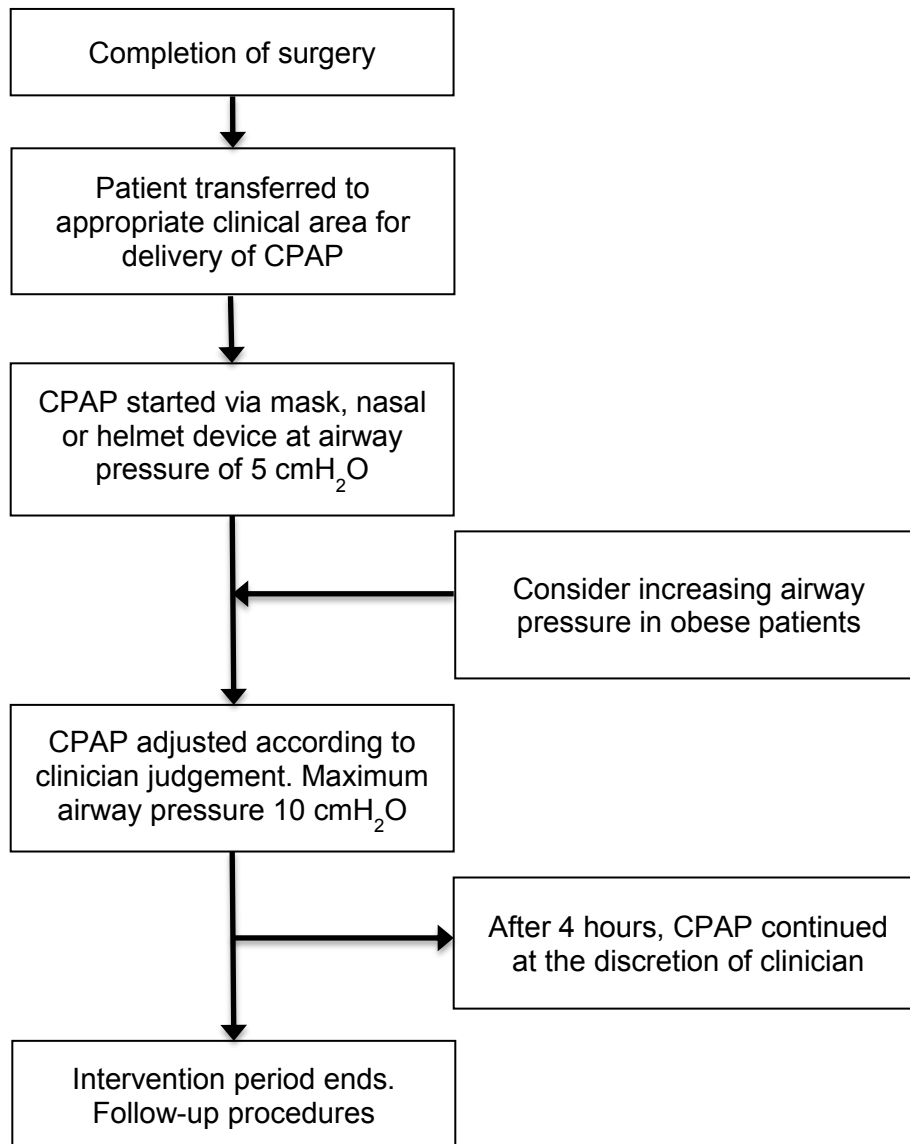 Completion of surgery
Patient transferred to
appropriate clinical area for
delivery of CPAP
CPAP started via mask, nasal
or helmet device at airway
pressure of 5 cmH₂O
Consider increasing airway
pressure in obese patients
CPAP adjusted according to
clinician judgement. Maximum
airway pressure 10 cmH₂O
After 4 hours, CPAP continued
at the discretion of clinician
Intervention period ends.
Follow-up procedures